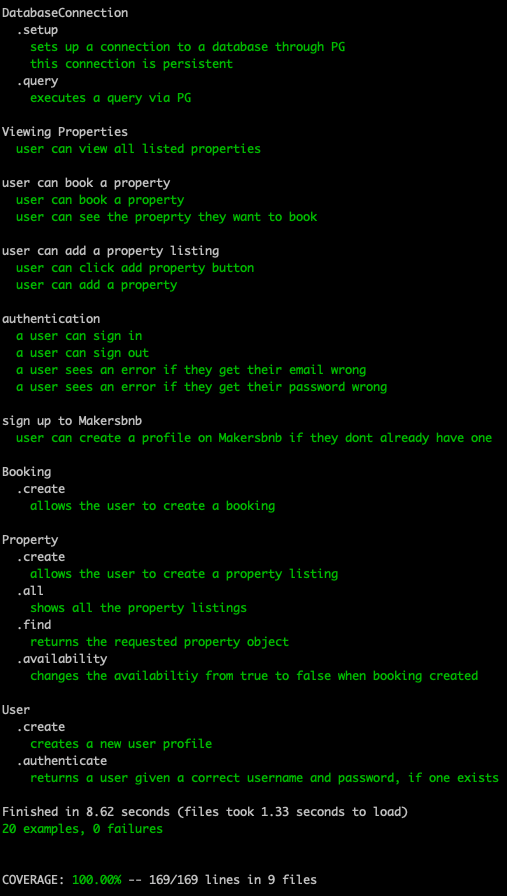 DatabaseConnection
.setup
sets up a connection to a database through PG
this connection is persistent
.query
executes a query via PG
Viewing Properties
user can view all listed properties
user can book a property
user can book a property
user can see the proeprty they want to book
user can add a property listing
user can click add property button
user can add a property
authentication
a user can sign in
a user can sign out
a user sees an error if they get their email wrong
a user sees an error if they get their password wrong
sign up to Makersbnb
user can create a profile on Makersbnb if they dont already have one
Booking
.create
allows the user to create a booking
Property
.create
allows the user to create a property listing
.all
shows all the property listings
.find
returns the requested property object
.availability
changes the availabiltiy from true to false when booking created
User
.create
creates a new user profile
.authenticate
returns a user given a correct username and password, if one exists
Finished in 8.62 seconds (files took 1.33 seconds to load)
20 examples, 0 failures
COVERAGE: 100.00% -- 169/169 lines in 9 files